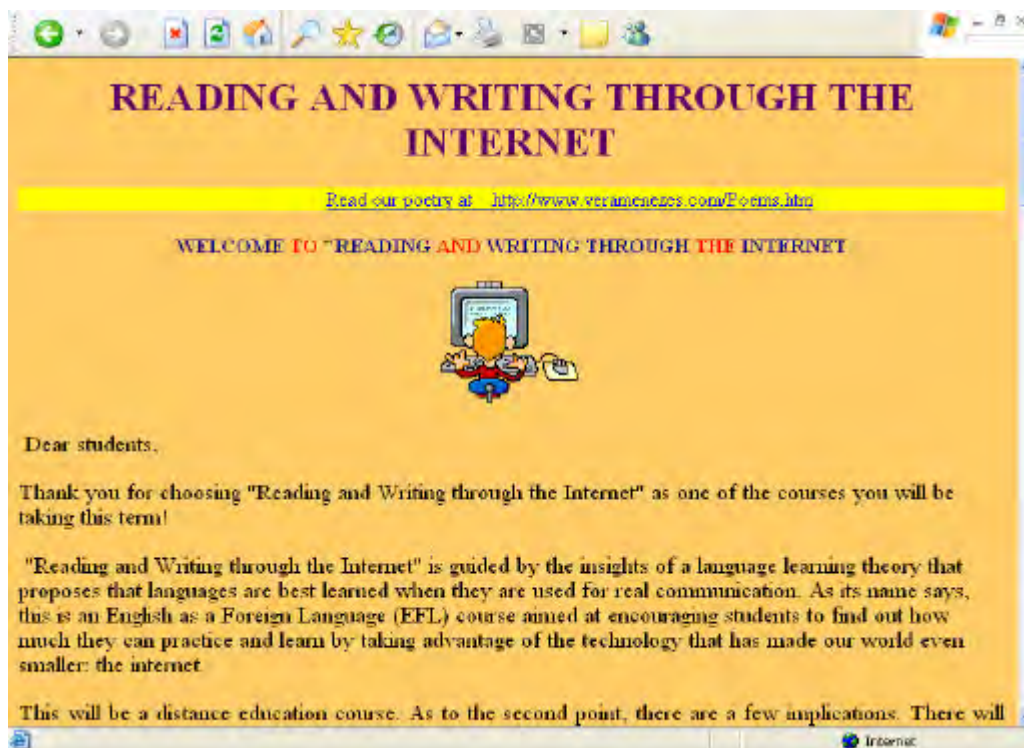 READING AND WRITING THROUGH THE
INTERNET
Read our poetry at http://www.veramenezes.com/Poems.htm
WELCOME TO "READING AND WRITING THROUGH THE INTERNET
Dear students,
Thank you for choosing "Reading and Writing through the Internet" as one of the courses you will be
taking this term!
"Reading and Writing through the Internet" is guided by the insights of a language learning theory that
proposes that languages are best learned when they are used for real communication. As its name says,
this is an English as a Foreign Language (EFL) course aimed at encouraging students to find out how
much they can practice and learn by taking advantage of the technology that has made our world even
smaller: the internet
This will be a distance education course. As to the second point, there are a few implications. There will
Internet